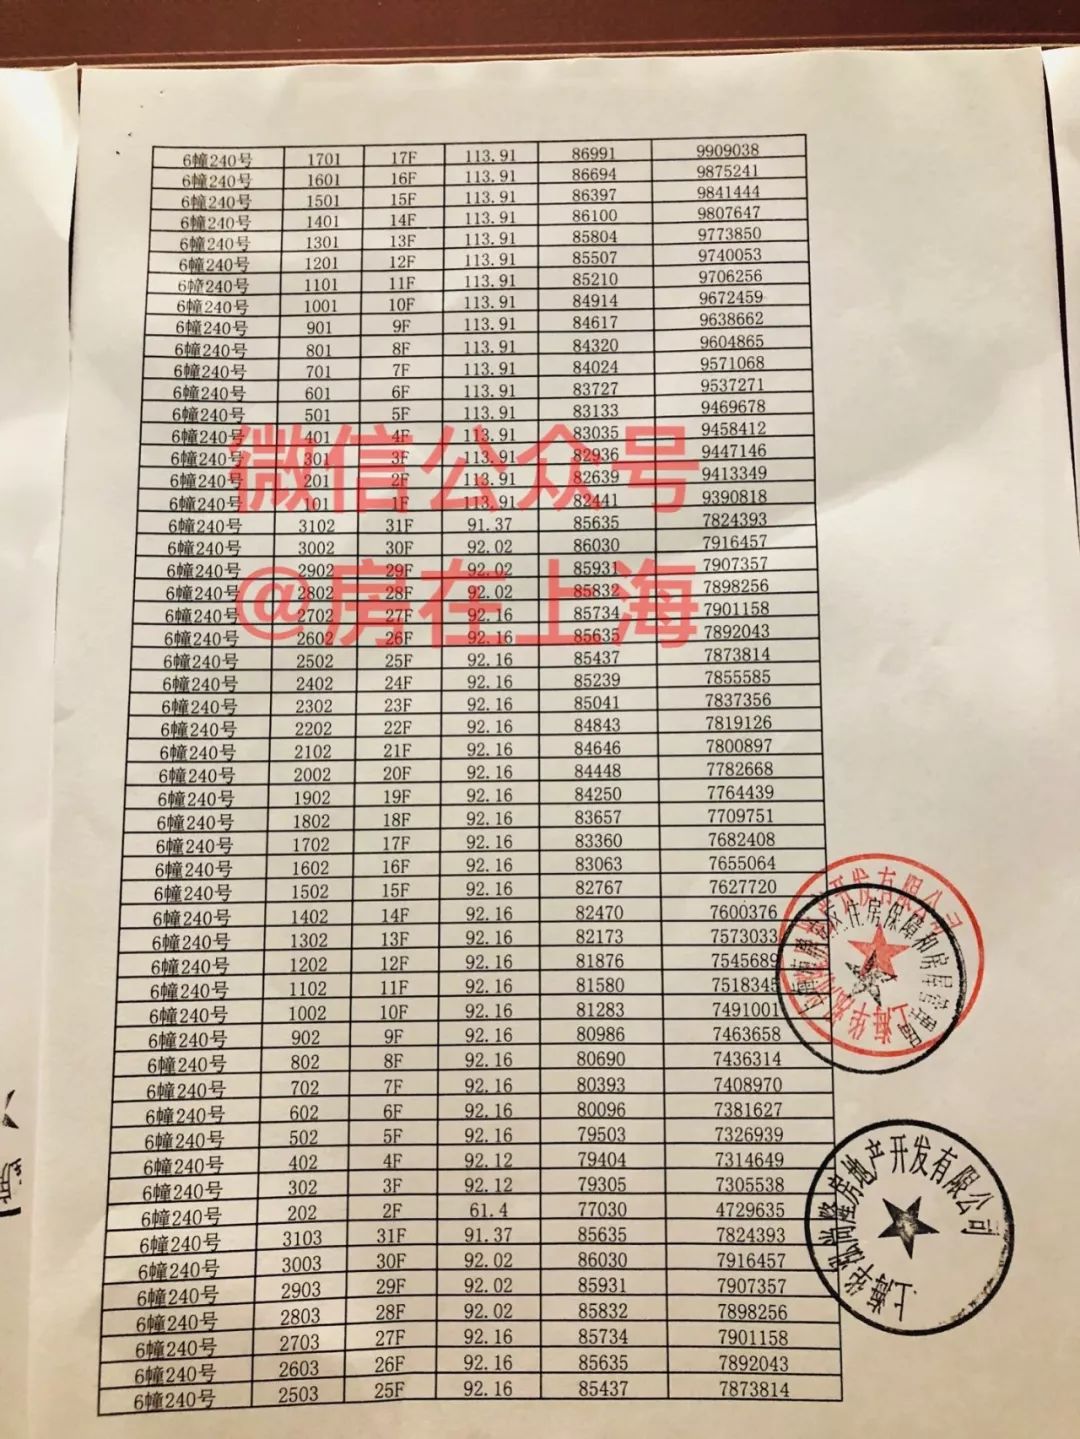 6幢240号 1701 17F 113.91 86991 9909038
6幢240号 1601 16F 113.91 86694 9875241
6幢240号 1501 15F 113.91 86397 9841444
6幢240号 1401 14F 113.91 86100 9807647
6幢240号 1301 13F 113.91 85804 9773850
6幢240号 1201 12F 113.91 85507 9740053
6幢240号 1101 11F 113.91 85210 9706256
6幢240号 1001 10F 113.91 84914 9672459
6幢240号 901 9F 113.91 84617 9638662
6幢240号 801 8F 113.91 84320 9604865
6幢240号 701 7F 113.91 84024 9571068
6幢240号 601 6F 113.91 83727 9537271
6幢240号 501 5F 113.91 83133 9469678
6幢240号 401 4F 113.91 83035 9458412
6幢240号 301 3F 113.91 82936 9447146
6幢240号 201 2F 113.91 82639 9413349
6幢240号 101 1F 113.91 82441 9390818
微信公众号
6幢240号 3102 31F 91.37 85635 7824393
6幢240号 3002 30F 92.02 86030 7916457
6幢240号 2902 29F 92.02 85931 7907357
6幢240号 2802 28F 92.02 85832 7898256
6幢240号 2702 27F 92.16 85734 7901158
6幢240号 2602 26F 92.16 85635 7892043
@房在上海
6幢240号 2502 25F 92.16 85437 7873814
6幢240号 2402 24F 92.16 85239 7855585
6幢240号 2302 23F 92.16 85041 7837356
6幢240号 2202 22F 92.16 84843 7819126
6幢240号 2102 21F 92.16 84646 7800897
6幢240号 2002 20F 92.16 84448 7782668
6幢240号 1902 19F 92.16 84250 7764439
6幢240号 1802 18F 92.16 83657 7709751
6幢240号 1702 17F 92.16 83360 7682408
6幢240号 1602 16F 92.16 83063 7655064
6幢240号 1502 15F 92.16 82767 7627720
6幢240号 1402 14F 92.16 82470 7600376
6幢240号 1302 13F 92.16 82173 7573033
6幢240号 1202 12F 92.16 81876 7545689
6幢240号 1102 11F 92.16 81580 7518345
6幢240号 1002 10F 92.16 81283 7491001
6幢240号 902 9F 92.16 80986 7463658
6幢240号 802 8F 92.16 80690 7436314
6幢240号 702 7F 92.16 80393 7408970
6幢240号 602 6F 92.16 80096 7381627
6幢240号 502 5F 92.16 79503 7326939
6幢240号 402 4F 92.12 79404 7314649
6幢240号 302 3F 92.12 79305 7305538
6幢240号 202 2F 61.4 77030 4729635
6幢240号 3103 31F 91.37 85635 7824393
6幢240号 3003 30F 92.02 86030 7916457
6幢240号 2903 29F 92.02 85931 7907357
6幢240号 2803 28F 92.02 85832 7898256
6幢240号 2703 27F 92.16 85734 7901158
6幢240号 2603 26F 92.16 85635 7892043
6幢240号 2503 25F 92.16 85437 7873814
开发有限公司
区住房保障和房屋管理局
房地产开发有限公司